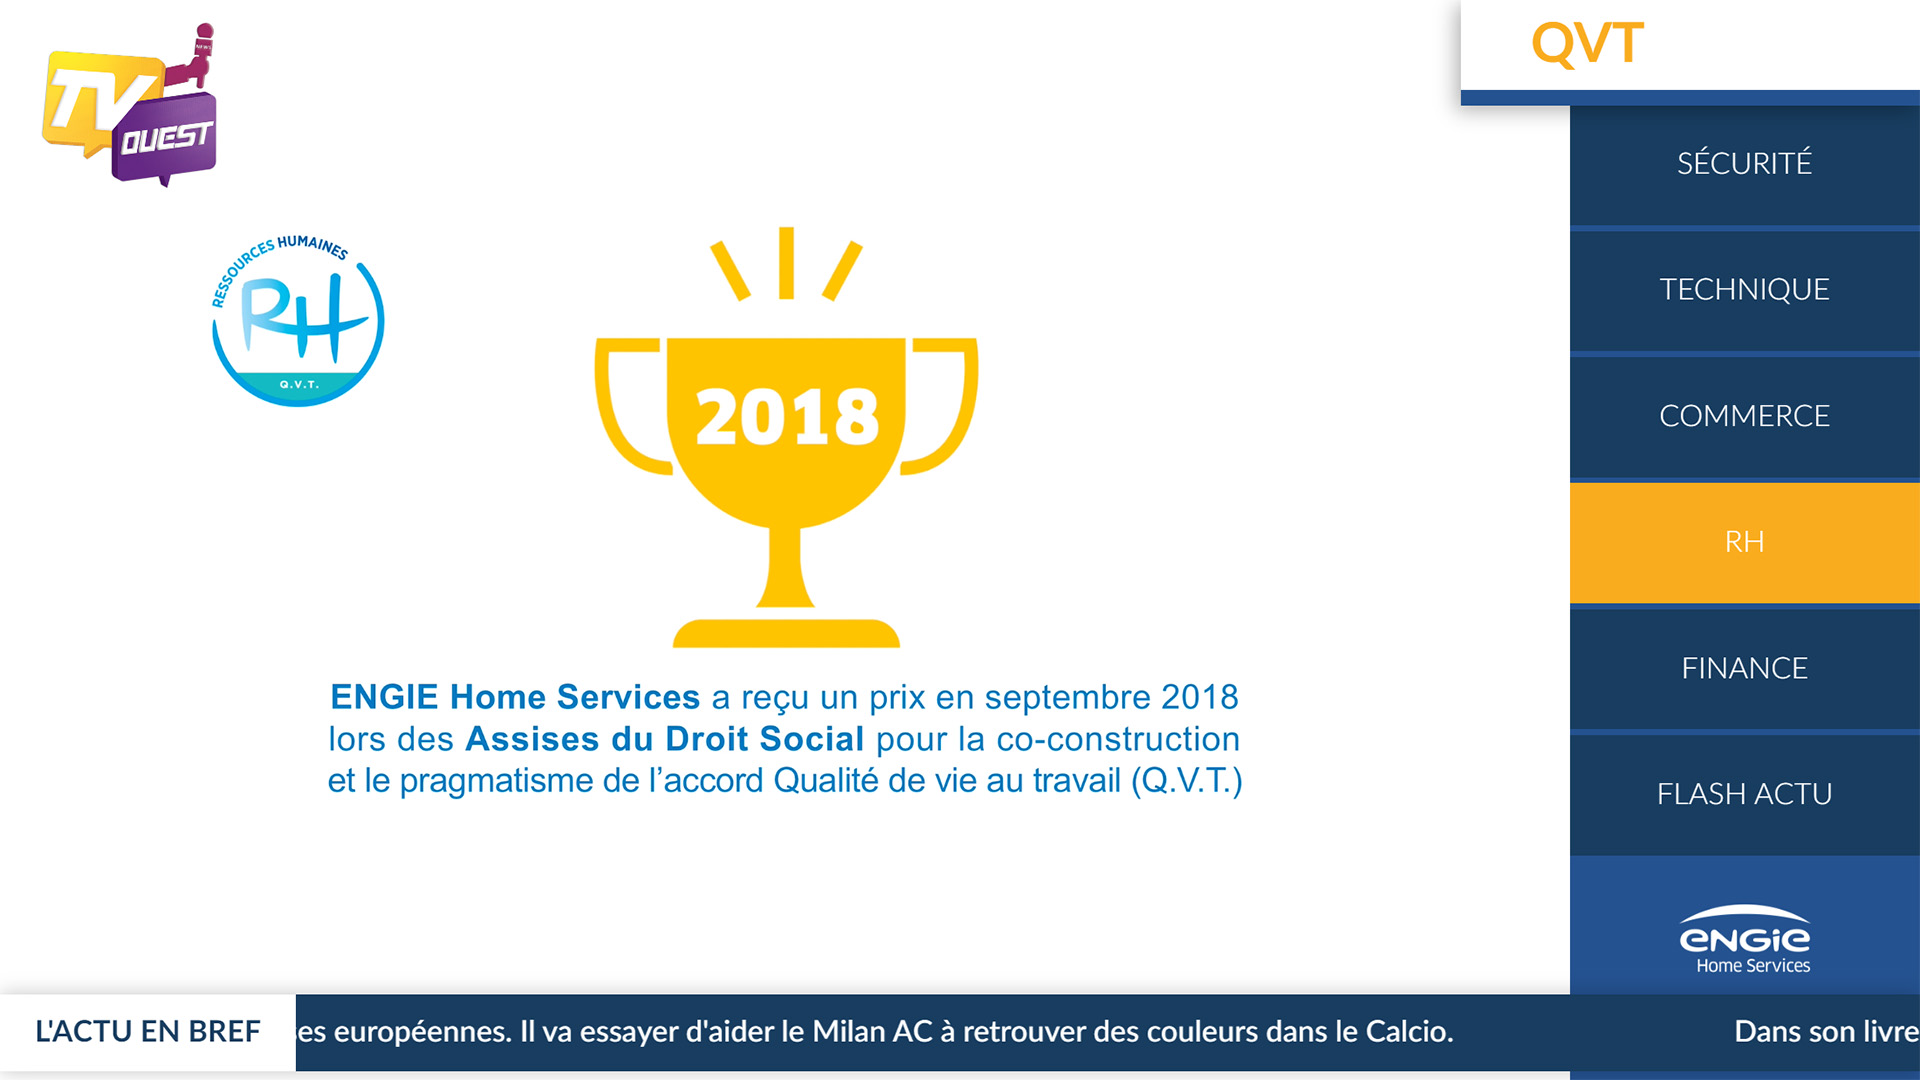 TV
OUEST
NEWS
QVT
SÉCURITÉ
TECHNIQUE
COMMERCE
RH
FINANCE
FLASH ACTU
ENGIE
Home Services
RESSOURCES HUMAINES
RH
Q.V.T.
2018
ENGIE Home Services a reçu un prix en septembre 2018
lors des Assises du Droit Social pour la co-construction
et le pragmatisme de l’accord Qualité de vie au travail (Q.V.T.)
L'ACTU EN BREF
es européennes. Il va essayer d'aider le Milan AC à retrouver des couleurs dans le Calcio. Dans son livre